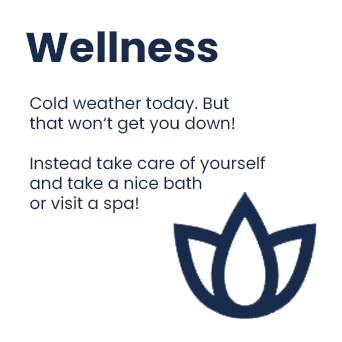 Wellness
Cold weather today. But
that won‘t get you down!
Instead take care of yourself
and take a nice bath
or visit a spa!